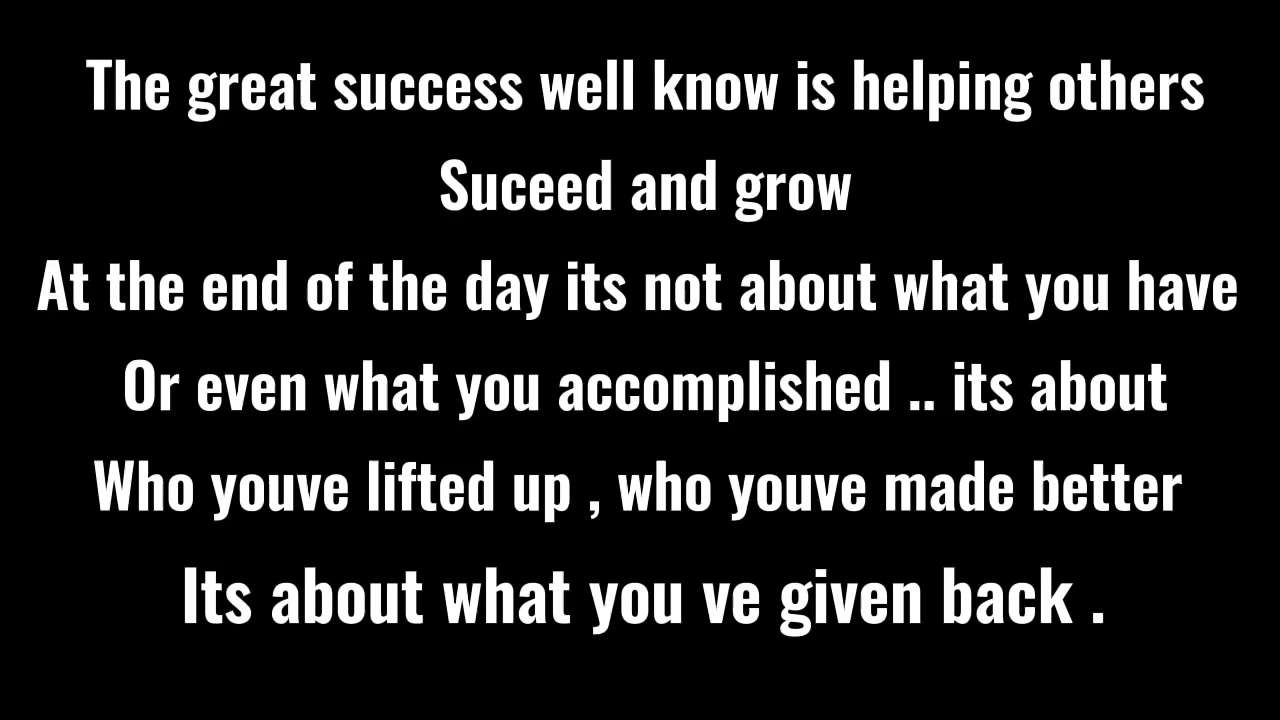 The great success well know is helping others
Suceed and grow
At the end of the day its not about what you have
Or even what you accomplished .. its about
Who youve lifted up , who youve made better
Its about what you ve given back .